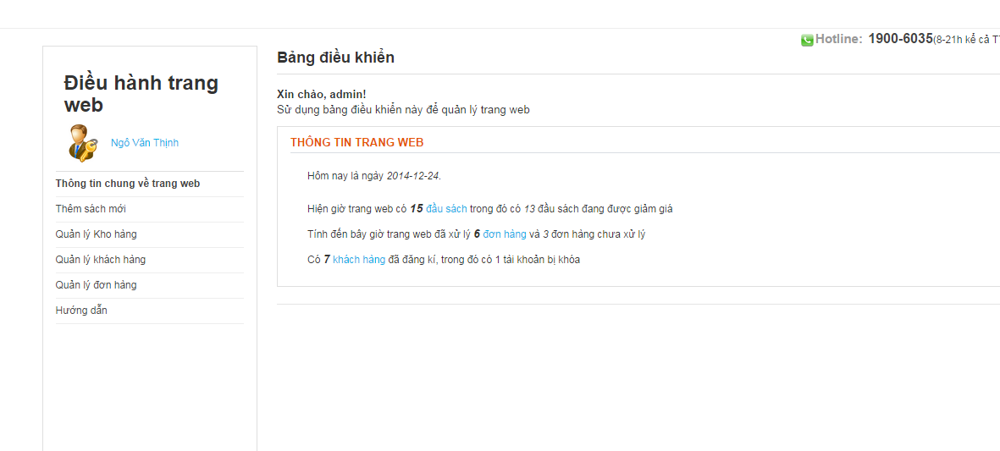 Hotline: 1900-6035(8-21h kể cả
Điều hành trang
web
Ngô Văn Thịnh
Thông tin chung về trang web
Thêm sách mới
Quản lý Kho hàng
Quản lý khách hàng
Quản lý đơn hàng
Hướng dẫn
Bảng điều khiển
Xin chào, admin!
Sử dụng bảng điều khiển này để quản lý trang web
THÔNG TIN TRANG WEB
Hôm nay là ngày 2014-12-24.
Hiện giờ trang web có 15 đầu sách trong đó có 13 đầu sách đang được giảm giá
Tính đến bây giờ trang web đã xử lý 6 đơn hàng và 3 đơn hàng chưa xử lý
Có 7 khách hàng đã đăng kí, trong đó có 1 tài khoản bị khóa